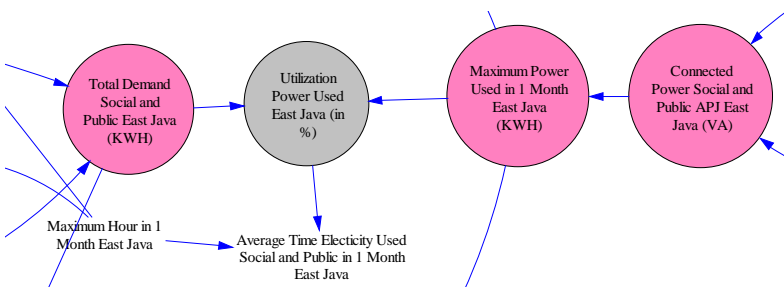 Total Demand
Social and
Public East Java
(KWH)
Utilization
Power Used
East Java (in
%)
Maximum Power
Used in 1 Month
East Java
(KWH)
Connected
Power Social and
Public APJ East
Java (VA)
Maximum Hour in 1
Month East Java
Average Time Electicity Used
Social and Public in 1 Month
East Java